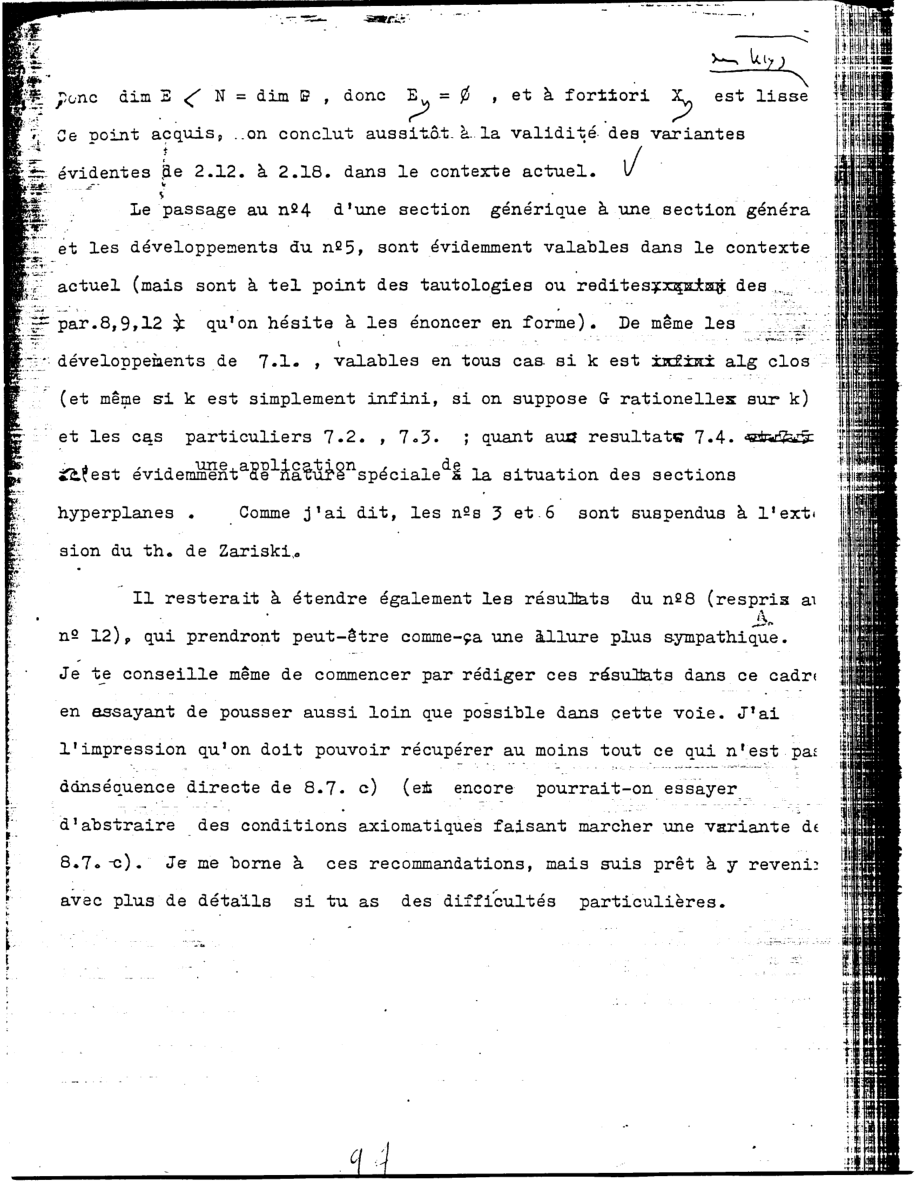 sur k(η)
Donc dim E < N = dim G , donc E_η = ∅ , et à fortiori X_η est lisse
Ce point acquis, on conclut aussitôt à la validité des variantes
évidentes de 2.12. à 2.18. dans le contexte actuel.
Le passage au nº4 d'une section générique à une section généra
et les développements du nº5, sont évidemment valables dans le contexte
actuel (mais sont à tel point des tautologies ou redites des
par.8,9,12 qu'on hésite à les énoncer en forme). De même les
développements de 7.1. , valables en tous cas si k est alg clos
(et même si k est simplement infini, si on suppose G rationelle sur k)
et les cas particuliers 7.2. , 7.3. ; quant au resultat 7.4.
c'est évidemment une application spéciale de la situation des sections
hyperplanes . Comme j'ai dit, les nºs 3 et 6 sont suspendus à l'exte
sion du th. de Zariski.
Il resterait à étendre également les résultats du nº8 (respris au
nº 12), qui prendront peut-être comme-ça une àllure plus sympathique.
Je te conseille même de commencer par rédiger ces résultats dans ce cadre
en essayant de pousser aussi loin que possible dans cette voie. J'ai
l'impression qu'on doit pouvoir récupérer au moins tout ce qui n'est pas
conséquence directe de 8.7. c) (et encore pourrait-on essayer
d'abstraire des conditions axiomatiques faisant marcher une variante de
8.7. c). Je me borne à ces recommandations, mais suis prêt à y revenir
avec plus de détails si tu as des difficultés particulières.
97